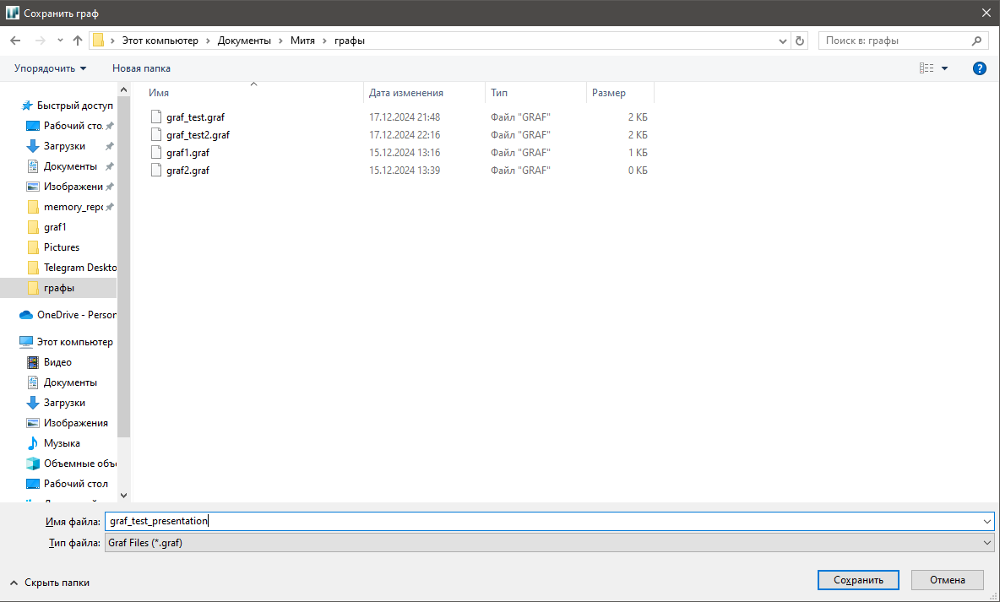 Сохранить граф
Этот компьютер > Документы > Митя > графы
Поиск в: графы
Упорядочить
Новая папка
Имя Дата изменения Тип Размер
graf_test.graf 17.12.2024 21:48 Файл "GRAF" 2 КБ
graf_test2.graf 17.12.2024 22:16 Файл "GRAF" 2 КБ
graf1.graf 15.12.2024 13:16 Файл "GRAF" 1 КБ
graf2.graf 15.12.2024 13:39 Файл "GRAF" 0 КБ
Быстрый доступ
Рабочий сто.
Загрузки
Документы
Изображени
memory_repo
graf1
Pictures
Telegram Deskto
графы
OneDrive - Person
Этот компьютер
Видео
Документы
Загрузки
Изображения
Музыка
Объемные объе
Рабочий стол
Имя файла: graf_test_presentation
Тип файла: Graf Files (*.graf)
Скрыть папки
Сохранить
Отмена